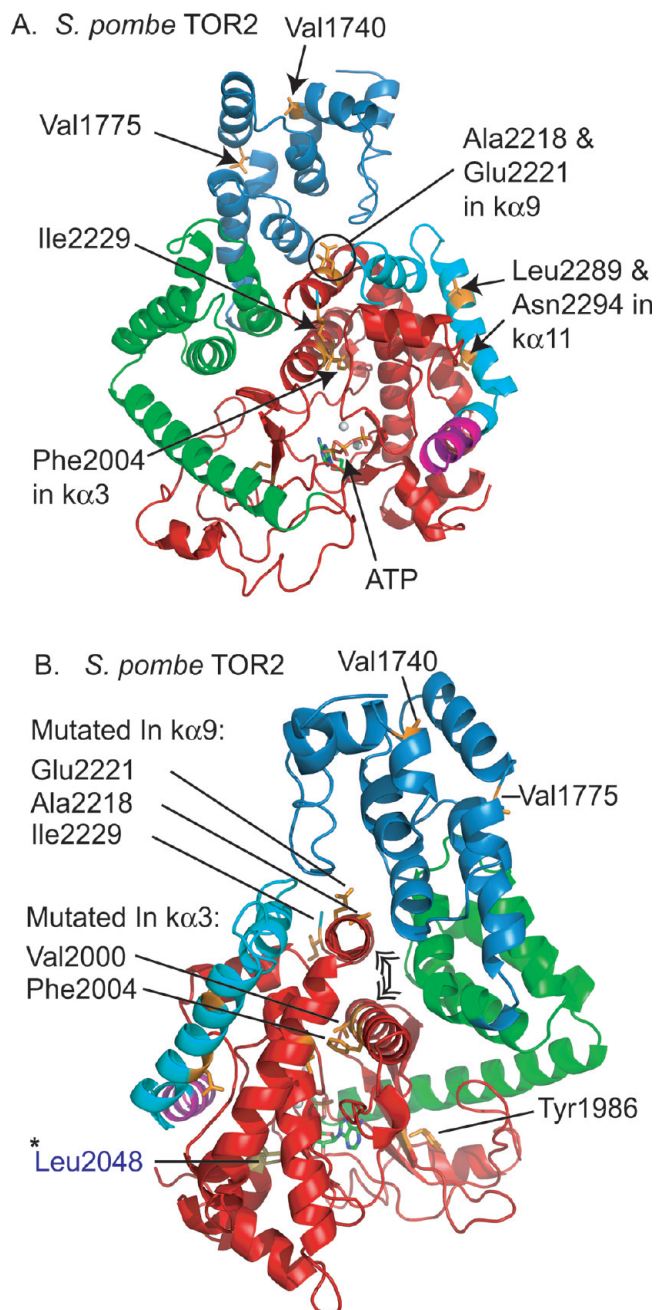 A. S. pombe TOR2
Val1740
Val1775
Ala2218 &
Glu2221
in kα9
Ile2229
Leu2289 &
Asn2294 in
kα11
Phe2004
in kα3
ATP
B. S. pombe TOR2
Val1740
Mutated In kα9:
Glu2221
Ala2218
Ile2229
Val1775
Mutated In kα3:
Val2000
Phe2004
Tyr1986
*Leu2048